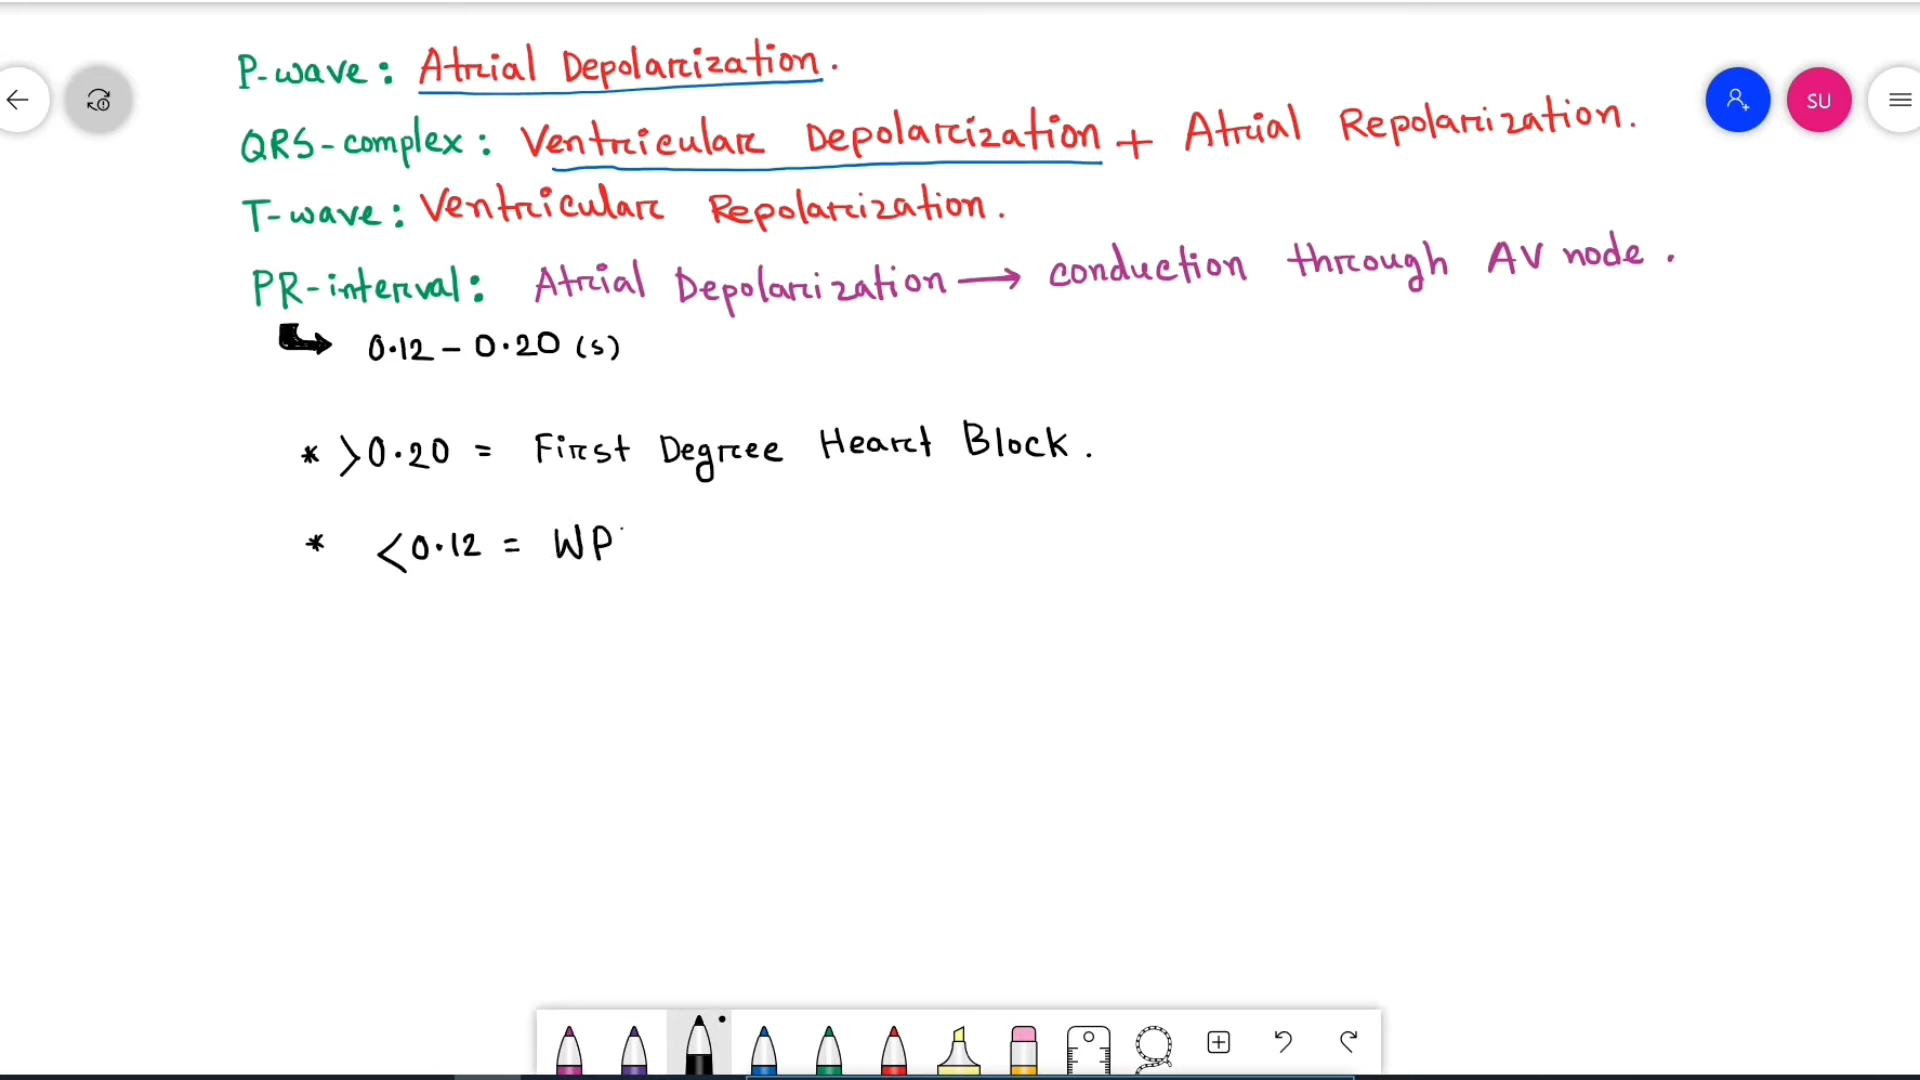 P-wave: Atrial Depolarization.
SU
QRS-complex: Ventricular Depolarization + Atrial Repolarization.
T-wave: Ventricular Repolarization.
PR-interval: Atrial Depolarization → conduction through AV node.
↳ 0.12 - 0.20 (s)
* >0.20 = First Degree Heart Block.
* <0.12 = WP